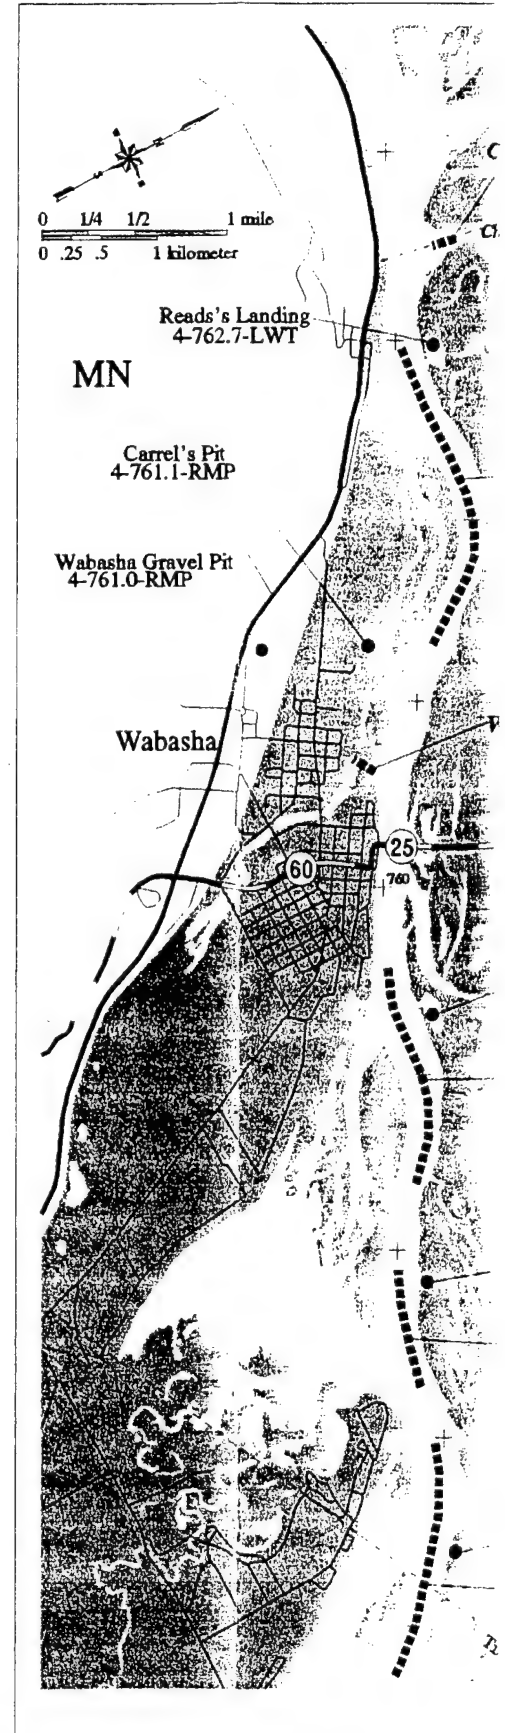 0 1/4 1/2 1 mile
0 .25 .5 1 kilometer
Reads's Landing
4-762.7-LWT
MN
Carrel's Pit
4-761.1-RMP
Wabasha Gravel Pit
4-761.0-RMP
Wabasha
25
60
760